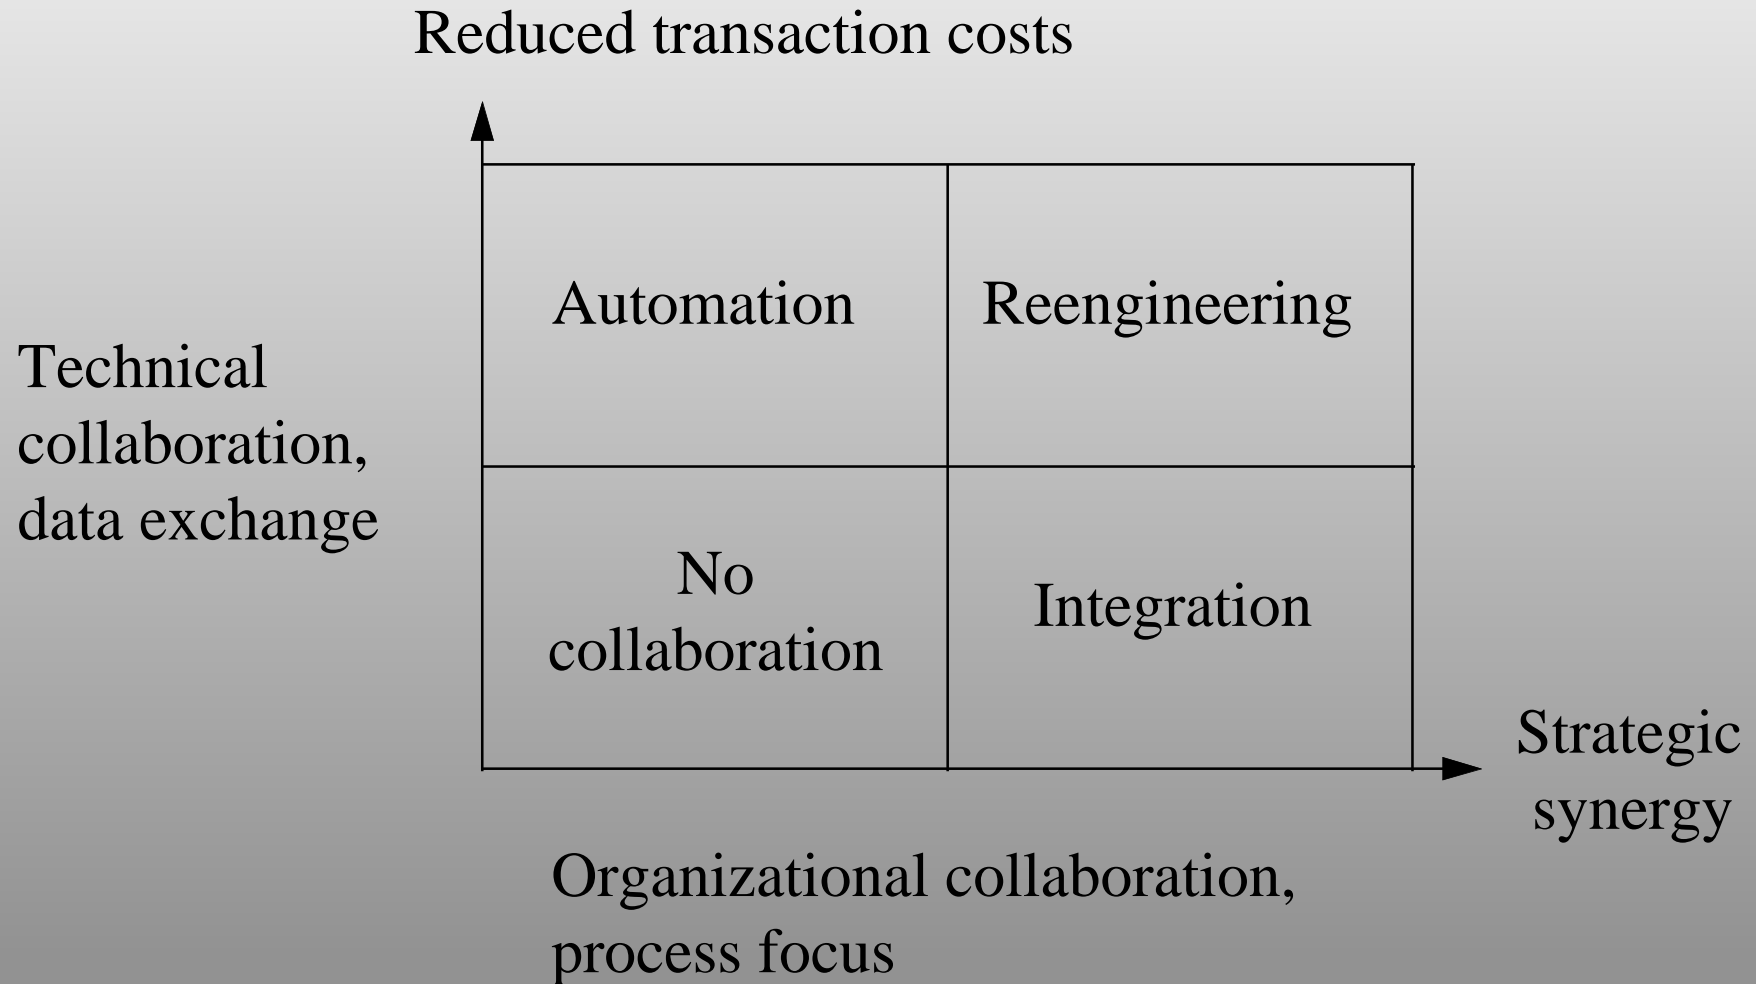 Reduced transaction costs
Automation
Reengineering
Technical
collaboration,
data exchange
No
collaboration
Integration
Strategic
synergy
Organizational collaboration,
process focus